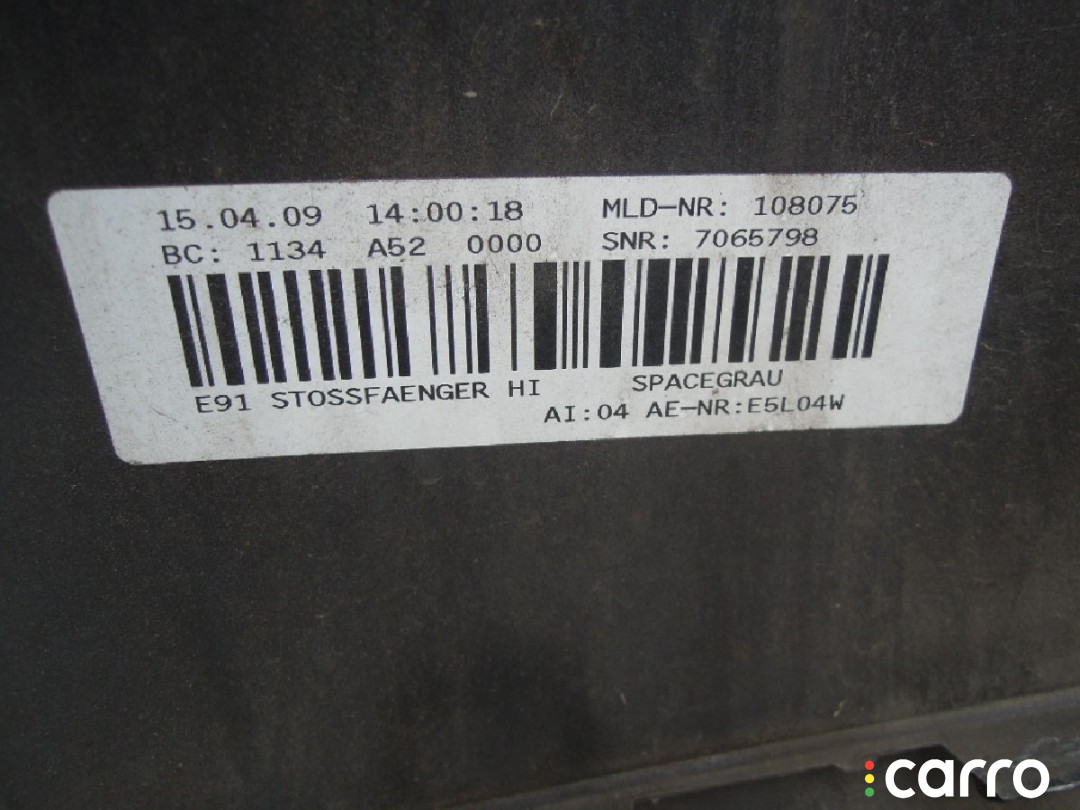 15.04.09 14:00:18 MLD-NR: 108075
BC: 1134 A52 0000 SNR: 7065798
E91 STOSSFAENGER HI SPACEGRAU
AI:04 AE-NR:E5L04W
carro